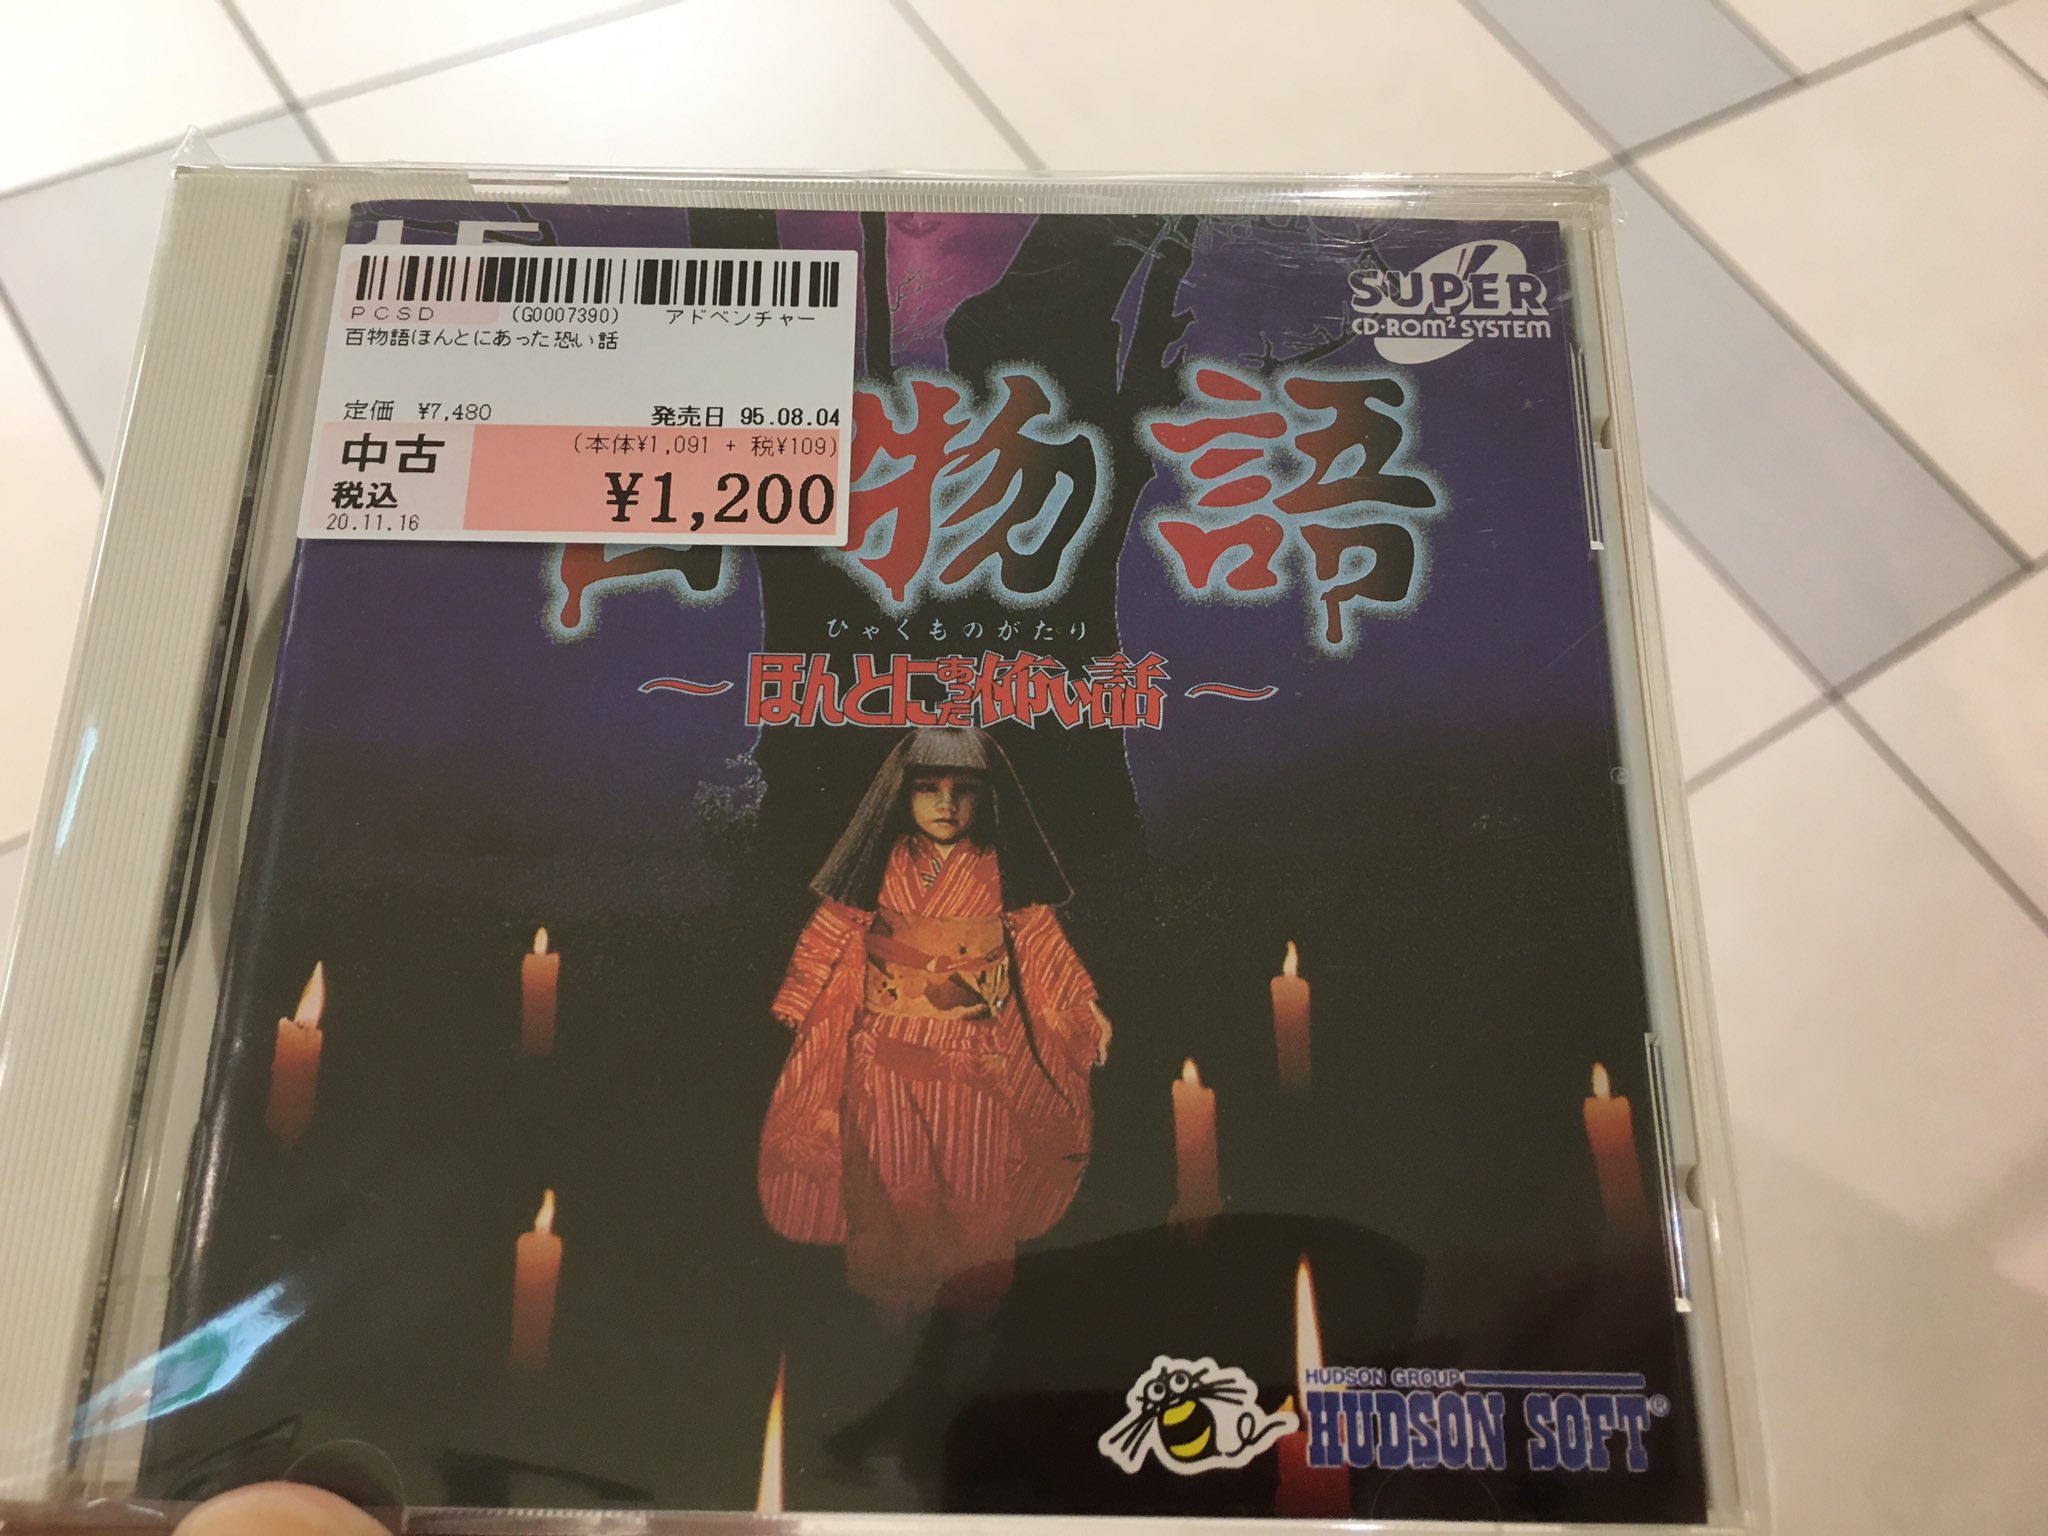 PCSD (G0007390) アドベンチャー
百物語ほんとにあった恐い話
定価 ¥7,480 発売日 95.08.04
中古 (本体¥1,091 + 税¥109)
税込 ¥1,200
20.11.16
SUPER
CD-ROM² SYSTEM
物語
ひゃくものがたり
～ほんとにあった怖い話～
HUDSON GROUP
HUDSON SOFT®